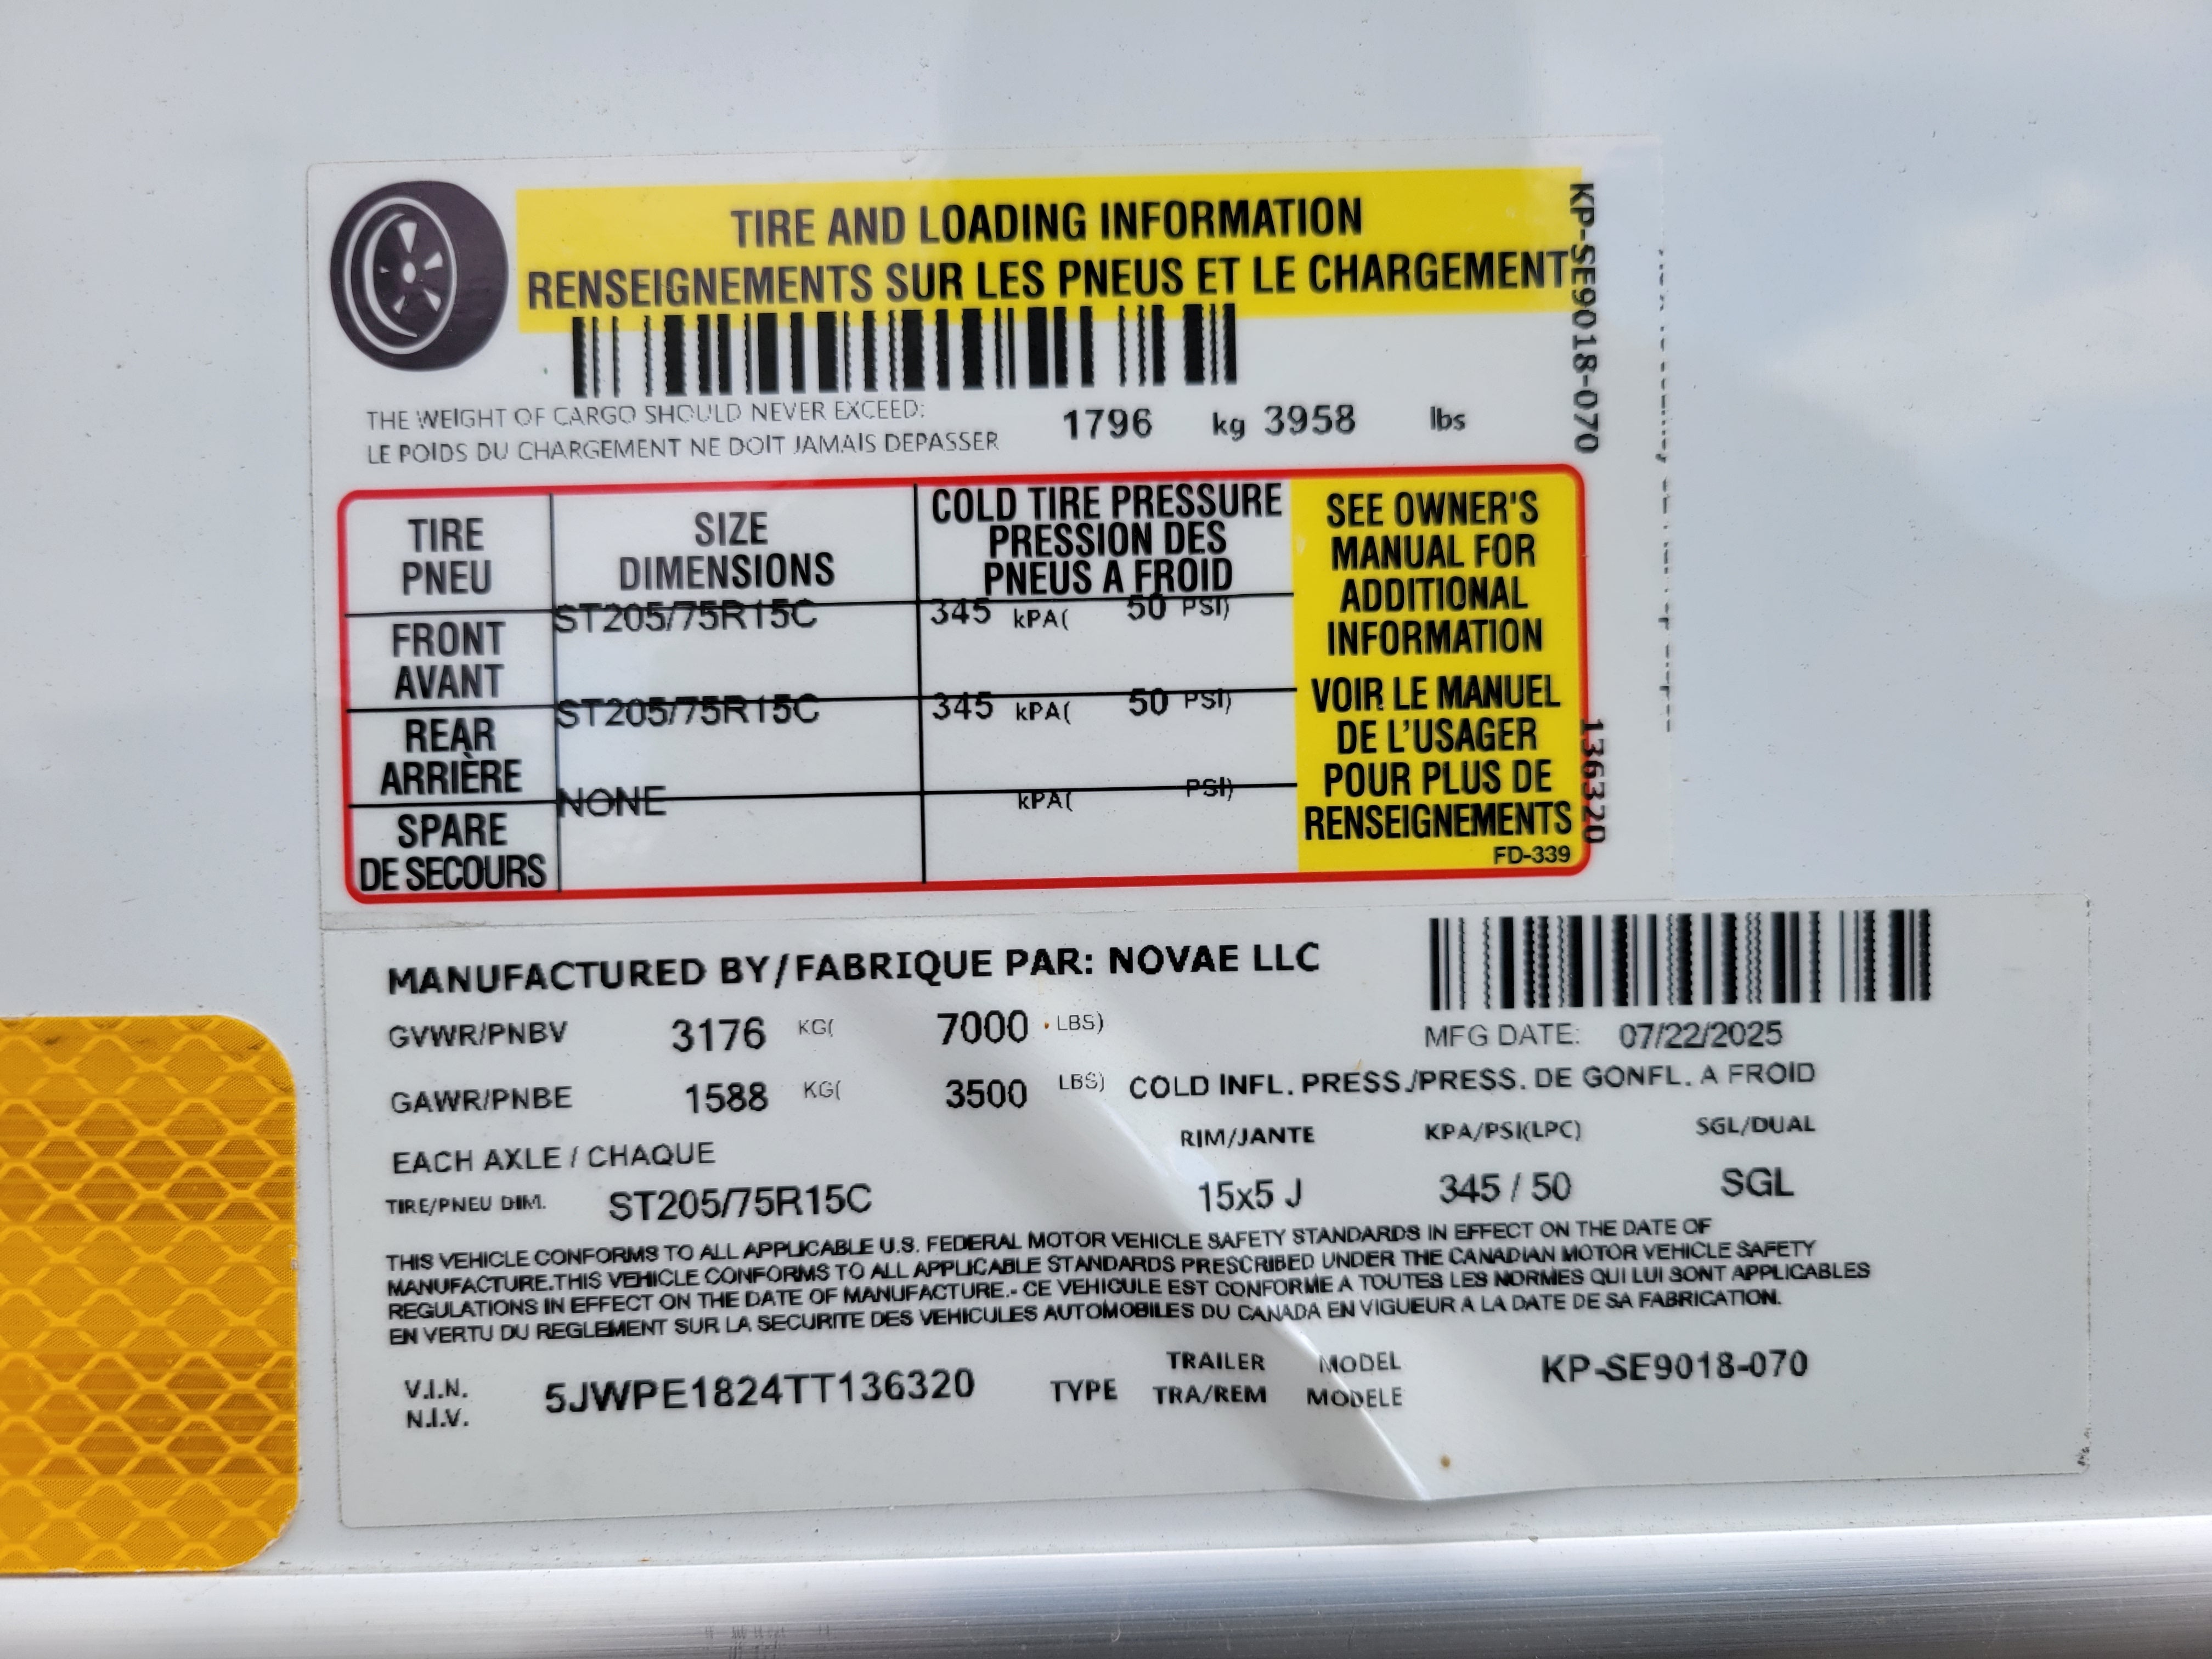 TIRE AND LOADING INFORMATION
RENSEIGNEMENTS SUR LES PNEUS ET LE CHARGEMENT
KP-SE9018-070
THE WEIGHT OF CARGO SHOULD NEVER EXCEED:
LE POIDS DU CHARGEMENT NE DOIT JAMAIS DEPASSER
1796 kg 3958 lbs
TIRE
PNEU
SIZE
DIMENSIONS
COLD TIRE PRESSURE
PRESSION DES
PNEUS A FROID
FRONT
AVANT
ST205/75R15C
345 kPA( 50 PSI)
REAR
ARRIÈRE
ST205/75R15C
345 kPA( 50 PSI)
SPARE
DE SECOURS
NONE
kPA( PSI)
SEE OWNER'S
MANUAL FOR
ADDITIONAL
INFORMATION
VOIR LE MANUEL
DE L'USAGER
POUR PLUS DE
RENSEIGNEMENTS
FD-339
136320
MANUFACTURED BY/FABRIQUE PAR: NOVAE LLC
GVWR/PNBV 3176 KG( 7000 LBS)
MFG DATE: 07/22/2025
GAWR/PNBE 1588 KG( 3500 LBS)
COLD INFL. PRESS./PRESS. DE GONFL. A FROID
EACH AXLE / CHAQUE
RIM/JANTE KPA/PSI(LPC) SGL/DUAL
TIRE/PNEU DIM. ST205/75R15C 15x5 J 345 / 50 SGL
THIS VEHICLE CONFORMS TO ALL APPLICABLE U.S. FEDERAL MOTOR VEHICLE SAFETY STANDARDS IN EFFECT ON THE DATE OF
MANUFACTURE.THIS VEHICLE CONFORMS TO ALL APPLICABLE STANDARDS PRESCRIBED UNDER THE CANADIAN MOTOR VEHICLE SAFETY
REGULATIONS IN EFFECT ON THE DATE OF MANUFACTURE.- CE VEHICULE EST CONFORME A TOUTES LES NORMES QUI LUI SONT APPLICABLES
EN VERTU DU REGLEMENT SUR LA SECURITE DES VEHICULES AUTOMOBILES DU CANADA EN VIGUEUR A LA DATE DE SA FABRICATION.
V.I.N.
N.I.V.
5JWPE1824TT136320
TYPE
TRAILER
TRA/REM
MODEL
MODELE
KP-SE9018-070